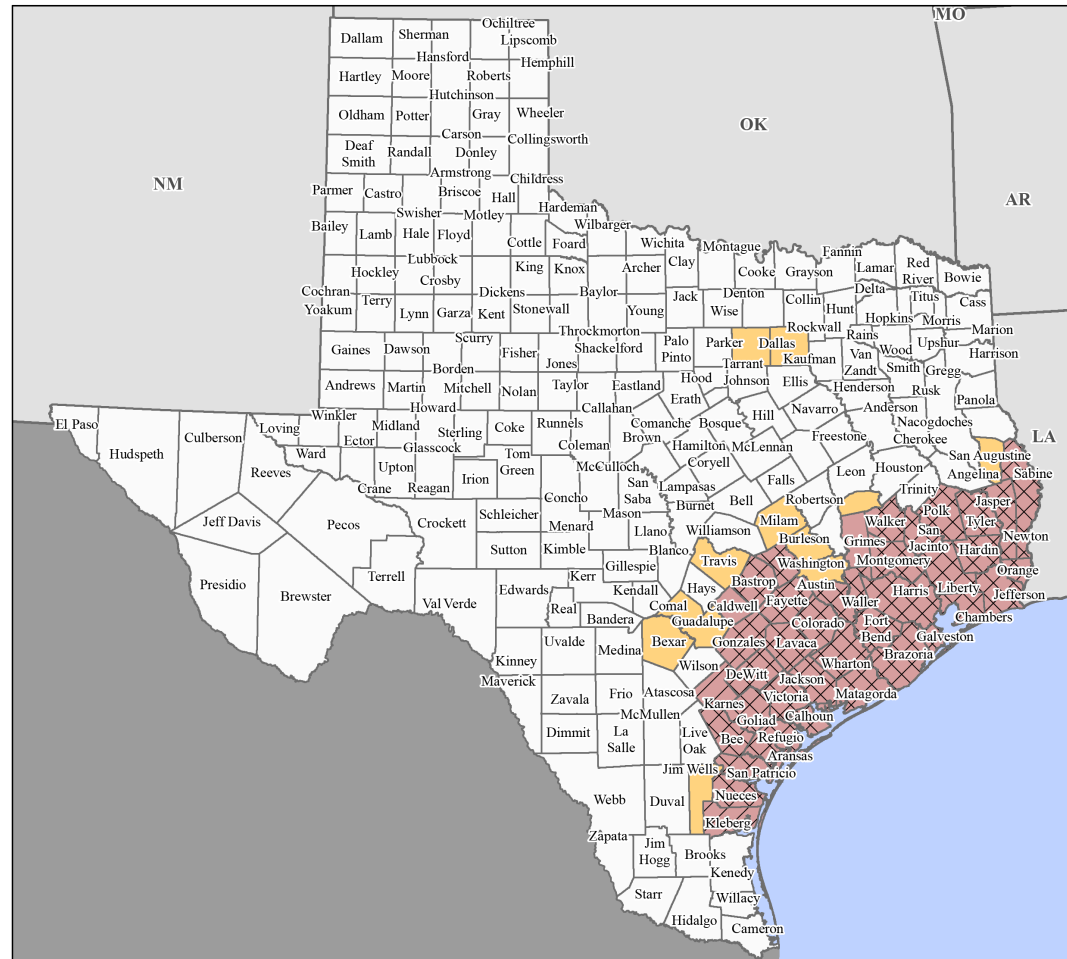 MO
Ochiltree
Dallam
Sherman
Lipscomb
Hansford
Hemphill
Hartley
Moore
Roberts
Hutchinson
Oldham
Potter
Gray
Wheeler
OK
Carson
Collingsworth
Deaf
Smith
Randall
Donley
Armstrong
Childress
NM
Parmer
Castro
Briscoe
Hall
AR
Swisher
Motley
Hardeman
Bailey
Lamb
Hale
Floyd
Cottle
Foard
Wilbarger
Wichita
Montague
Fannin
Lubbock
Hockley
Crosby
King
Knox
Archer
Clay
Cooke
Grayson
Lamar
Red
River
Bowie
Cochran
Dickens
Baylor
Jack
Denton
Collin
Delta
Titus
Cass
Yoakum
Terry
Lynn
Garza
Kent
Stonewall
Young
Wise
Hunt
Hopkins
Morris
Throckmorton
Rockwall
Rains
Marion
Gaines
Dawson
Scurry
Fisher
Jones
Shackelford
Palo
Pinto
Parker
Dallas
Kaufman
Van
Zandt
Wood
Upshur
Harrison
Borden
Tarrant
Smith
Gregg
Andrews
Martin
Mitchell
Nolan
Taylor
Eastland
Hood
Johnson
Ellis
Henderson
Rusk
Panola
Erath
Winkler
Howard
Callahan
Hill
Navarro
Anderson
El Paso
Loving
Midland
Sterling
Coke
Runnels
Comanche
Bosque
Nacogdoches
Hudspeth
Culberson
Ector
Glasscock
Coleman
Brown
Hamilton
McLennan
Freestone
Cherokee
LA
Ward
Tom
Green
San Augustine
Reeves
Upton
Irion
McCulloch
Coryell
Leon
Houston
Angelina
Sabine
Crane
Reagan
San
Saba
Lampasas
Falls
Trinity
Concho
Burnet
Bell
Robertson
Jasper
Jeff Davis
Pecos
Crockett
Schleicher
Mason
Milam
Walker
Polk
Tyler
Menard
Llano
Williamson
Burleson
Grimes
San
Jacinto
Newton
Sutton
Kimble
Blanco
Washington
Montgomery
Hardin
Gillespie
Travis
Orange
Presidio
Brewster
Terrell
Kerr
Kendall
Hays
Bastrop
Austin
Harris
Liberty
Jefferson
Val Verde
Edwards
Real
Bandera
Comal
Caldwell
Fayette
Waller
Chambers
Guadalupe
Colorado
Fort
Bend
Galveston
Uvalde
Medina
Bexar
Gonzales
Lavaca
Brazoria
Kinney
Wilson
Wharton
Maverick
DeWitt
Jackson
Zavala
Frio
Atascosa
Karnes
Victoria
Matagorda
McMullen
Goliad
Calhoun
Dimmit
La
Salle
Live
Oak
Bee
Refugio
Aransas
Jim Wells
San Patricio
Webb
Duval
Nueces
Kleberg
Zapata
Jim
Hogg
Brooks
Kenedy
Starr
Willacy
Hidalgo
Cameron